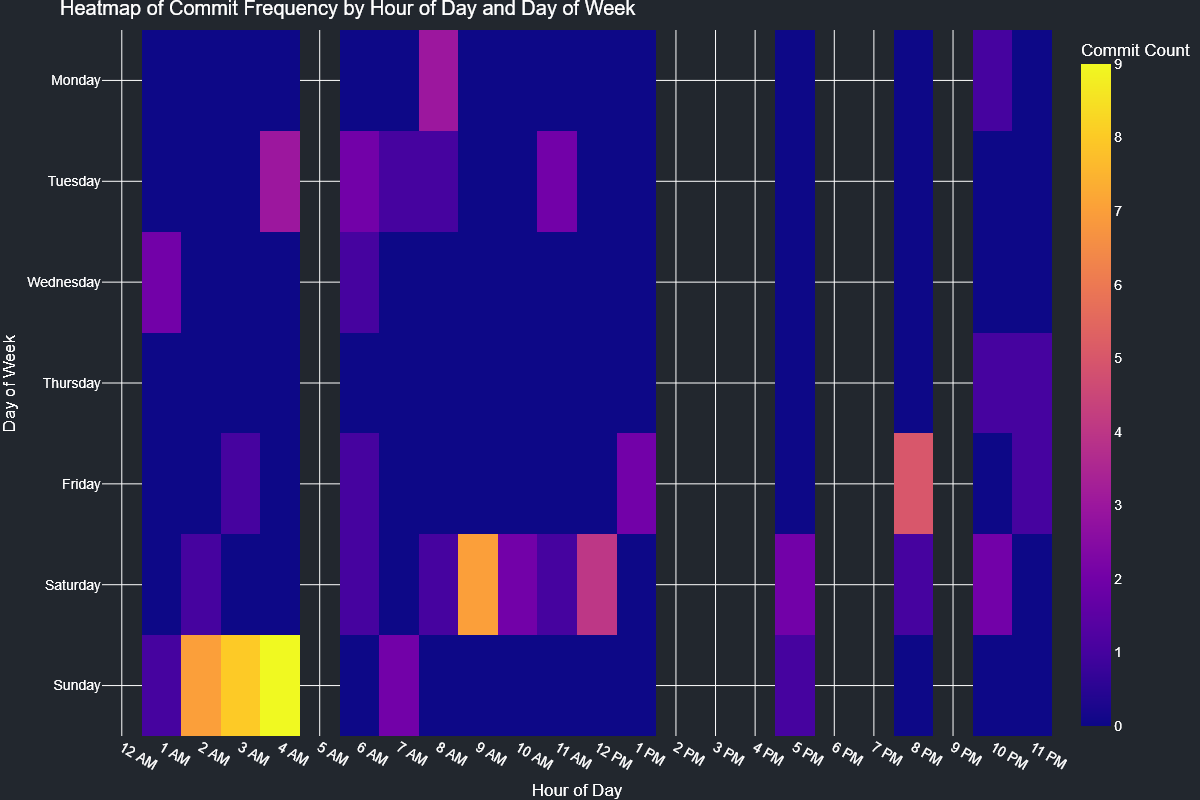 Heatmap of Commit Frequency by Hour of Day and Day of Week
Commit Count
Monday
Tuesday
Wednesday
Thursday
Friday
Saturday
Sunday
Day of Week
12 AM
1 AM
2 AM
3 AM
4 AM
5 AM
6 AM
7 AM
8 AM
9 AM
10 AM
11 AM
12 PM
1 PM
2 PM
3 PM
4 PM
5 PM
6 PM
7 PM
8 PM
9 PM
10 PM
11 PM
Hour of Day
9
8
7
6
5
4
3
2
1
0